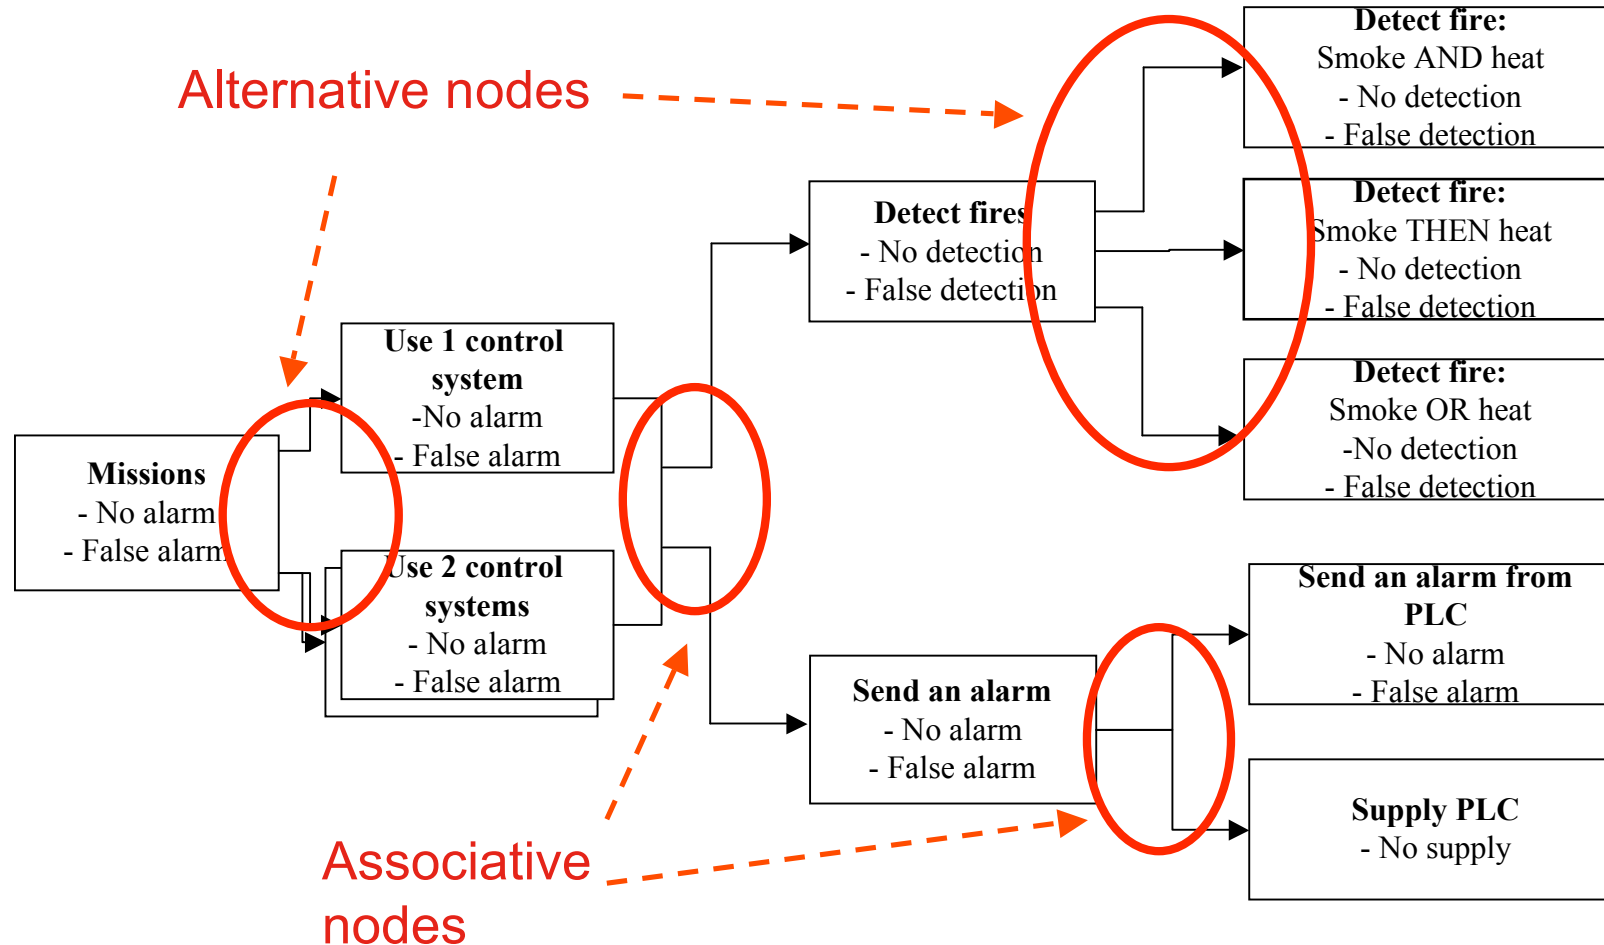 Alternative nodes
Missions
- No alarm
- False alarm
Use 1 control
system
-No alarm
- False alarm
Use 2 control
systems
- No alarm
- False alarm
Detect fires
- No detection
- False detection
Send an alarm
- No alarm
- False alarm
Detect fire:
Smoke AND heat
- No detection
- False detection
Detect fire:
Smoke THEN heat
- No detection
- False detection
Detect fire:
Smoke OR heat
-No detection
- False detection
Send an alarm from
PLC
- No alarm
- False alarm
Supply PLC
- No supply
Associative
nodes